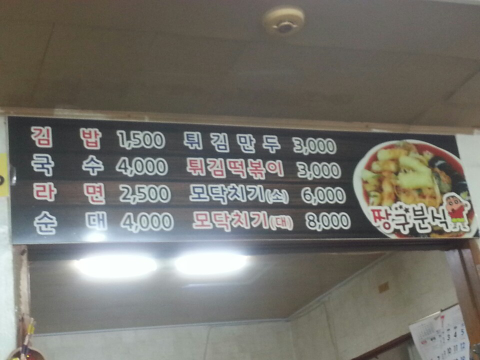 김 밥 1,500 튀김만두 3,000
국 수 4,000 튀김떡볶이 3,000
라 면 2,500 모닥치기(소) 6,000
순 대 4,000 모닥치기(대) 8,000
짱구분식